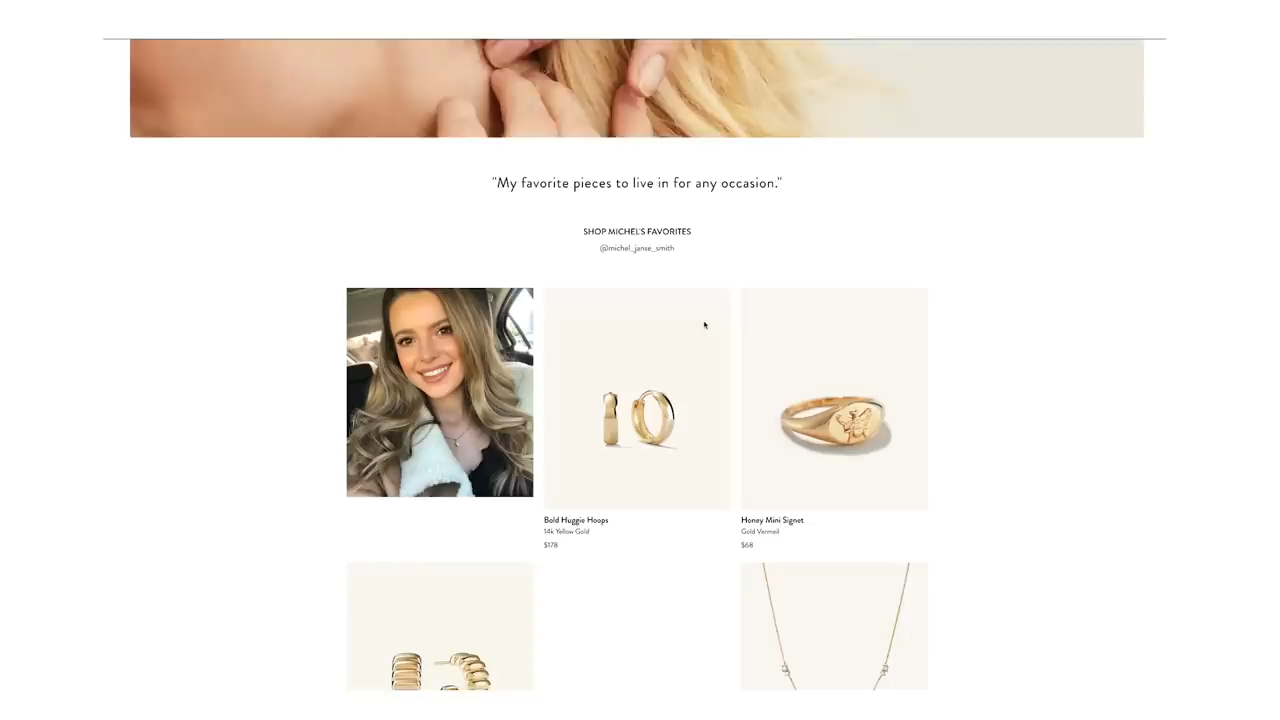 "My favorite pieces to live in for any occasion."
SHOP MICHEL'S FAVORITES
@michel_janse_smith
Bold Huggie Hoops
14k Yellow Gold
$178
Honey Mini Signet
Gold Vermeil
$68